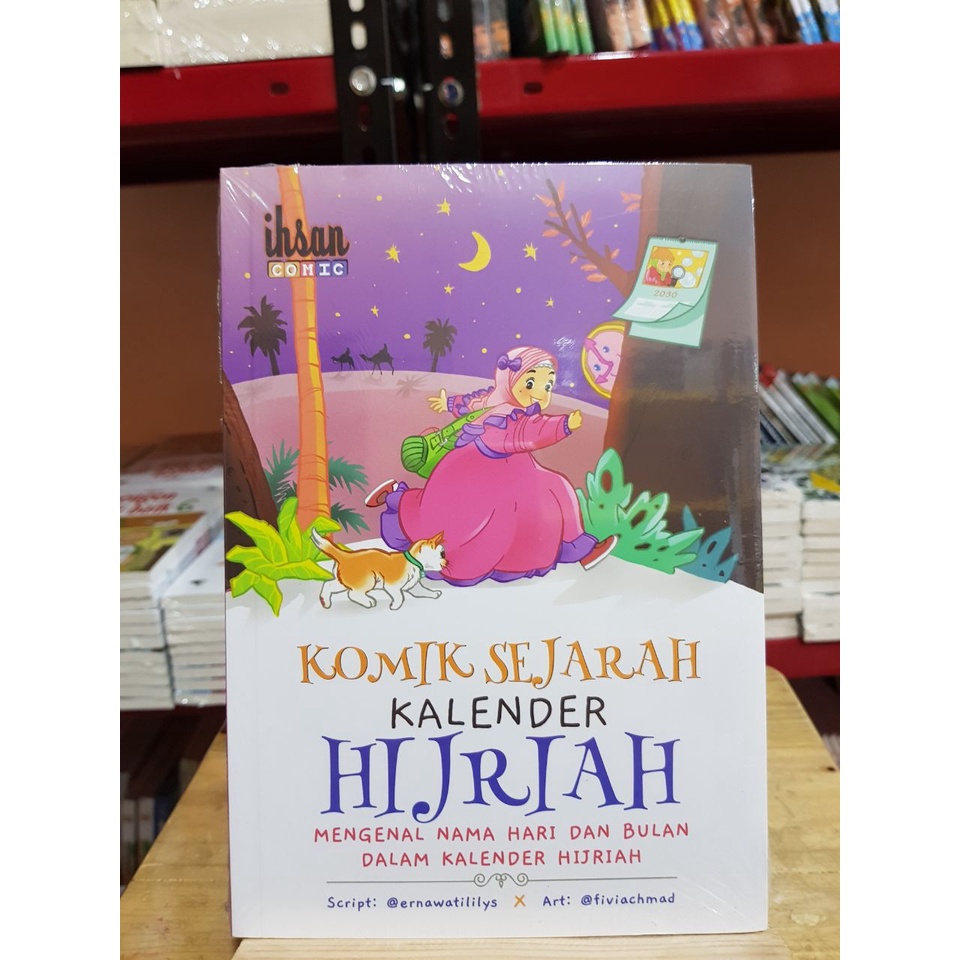 ihsan
COMIC
2030
KOMIK SEJARAH
KALENDER
HIJRIAH
MENGENAL NAMA HARI DAN BULAN
DALAM KALENDER HIJRIAH
Script: @ernawatililys X Art: @fiviachmad